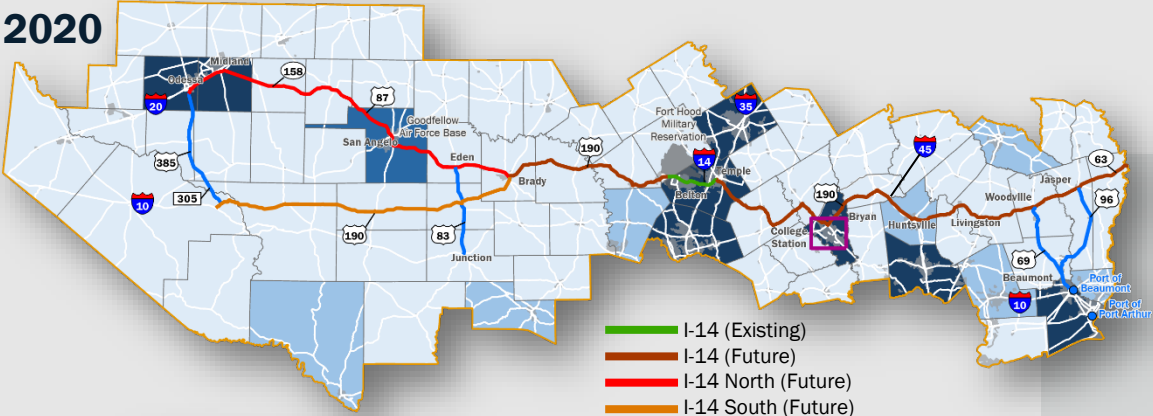 2020
Midland
Odessa
158
20
87
Goodfellow
Air Force Base
San Angelo
Eden
385
305
10
190
83
Junction
Brady
190
Fort Hood
Military
Reservation
35
14
Temple
Belton
190
Bryan
College
Station
45
Huntsville
Livingston
Woodville
Jasper
63
96
69
Beaumont
10
Port of
Beaumont
Port of
Port Arthur
I-14 (Existing)
I-14 (Future)
I-14 North (Future)
I-14 South (Future)